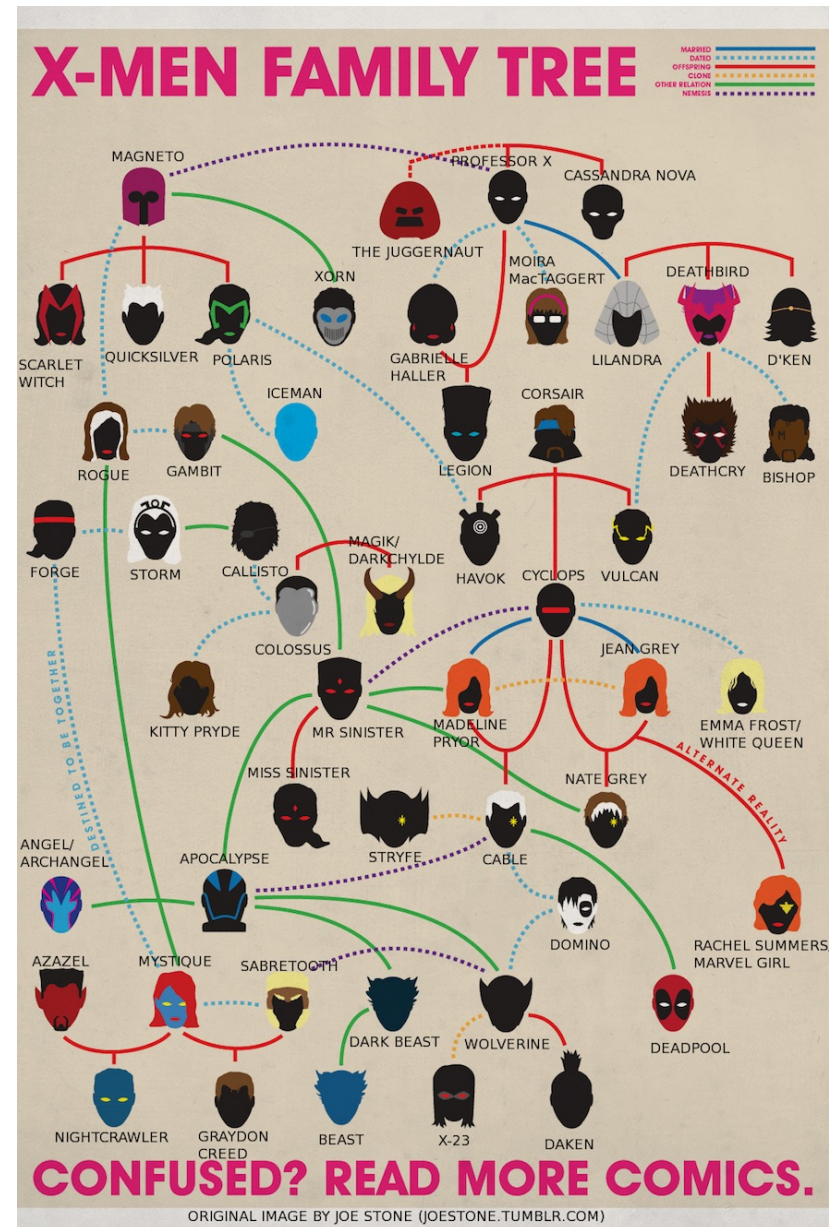 X-MEN FAMILY TREE
MARRIED
DATED
OFFSPRING
CLONE
OTHER RELATION
NEMESIS
MAGNETO
PROFESSOR X
CASSANDRA NOVA
THE JUGGERNAUT
MOIRA
MacTAGGERT
DEATHBIRD
XORN
SCARLET
WITCH
QUICKSILVER
POLARIS
GABRIELLE
HALLER
LILANDRA
D'KEN
ICEMAN
CORSAIR
ROGUE
GAMBIT
LEGION
DEATHCRY
BISHOP
MAGIK/
DARKCHYLDE
FORGE
STORM
CALLISTO
HAVOK
CYCLOPS
VULCAN
COLOSSUS
JEAN GREY
KITTY PRYDE
MR SINISTER
MADELINE
PRYOR
EMMA FROST/
WHITE QUEEN
DESTINED TO BE TOGETHER
ALTERNATE REALITY
MISS SINISTER
NATE GREY
STRYFE
CABLE
ANGEL/
ARCHANGEL
APOCALYPSE
DOMINO
RACHEL SUMMERS/
MARVEL GIRL
AZAZEL
MYSTIQUE
SABRETOOTH
DARK BEAST
WOLVERINE
DEADPOOL
NIGHTCRAWLER
GRAYDON
CREED
BEAST
X-23
DAKEN
CONFUSED? READ MORE COMICS.
ORIGINAL IMAGE BY JOE STONE (JOESTONE.TUMBLR.COM)